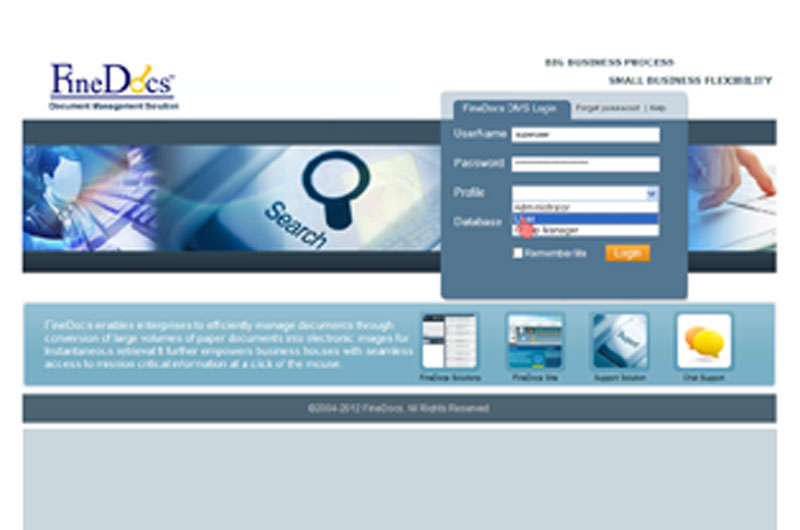 FineDocs™
Document Management Solution
BIG BUSINESS PROCESS
SMALL BUSINESS FLEXIBILITY
FineDocs DMS Login
Forgot password | Help
UserName
superuser
Password
Profile
Administrator
User
Manager
Database
Remember Me
Login
Search
FineDocs enables enterprises to efficiently manage documents through
conversion of large volumes of paper documents into electronic images for
instantaneous retrieval It further empowers business houses with seamless
access to mission critical information at a click of the mouse.
FineDocs Solutions
FineDocs Site
Support Solution
Chat Support
©2004-2012 FineDocs. All Rights Reserved